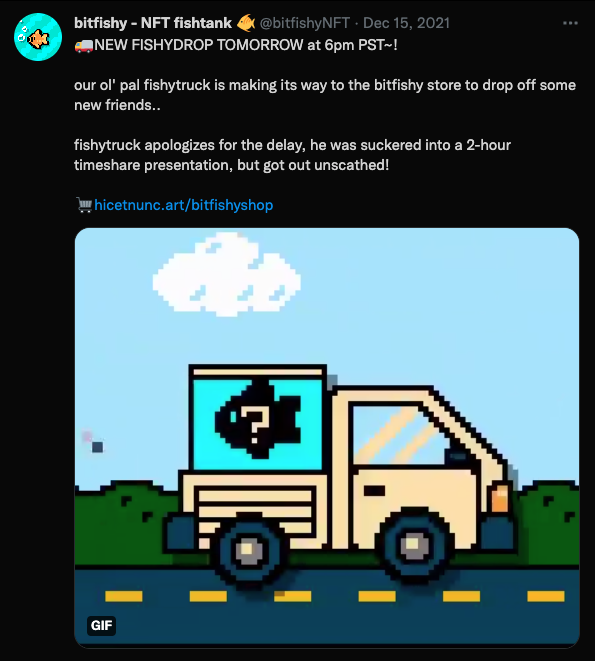 bitfishy - NFT fishtank 🐠 @bitfishyNFT · Dec 15, 2021
🚚NEW FISHYDROP TOMORROW at 6pm PST~!
our ol' pal fishytruck is making its way to the bitfishy store to drop off some
new friends..
fishytruck apologizes for the delay, he was suckered into a 2-hour
timeshare presentation, but got out unscathed!
🛒hicetnunc.art/bitfishyshop
?
GIF